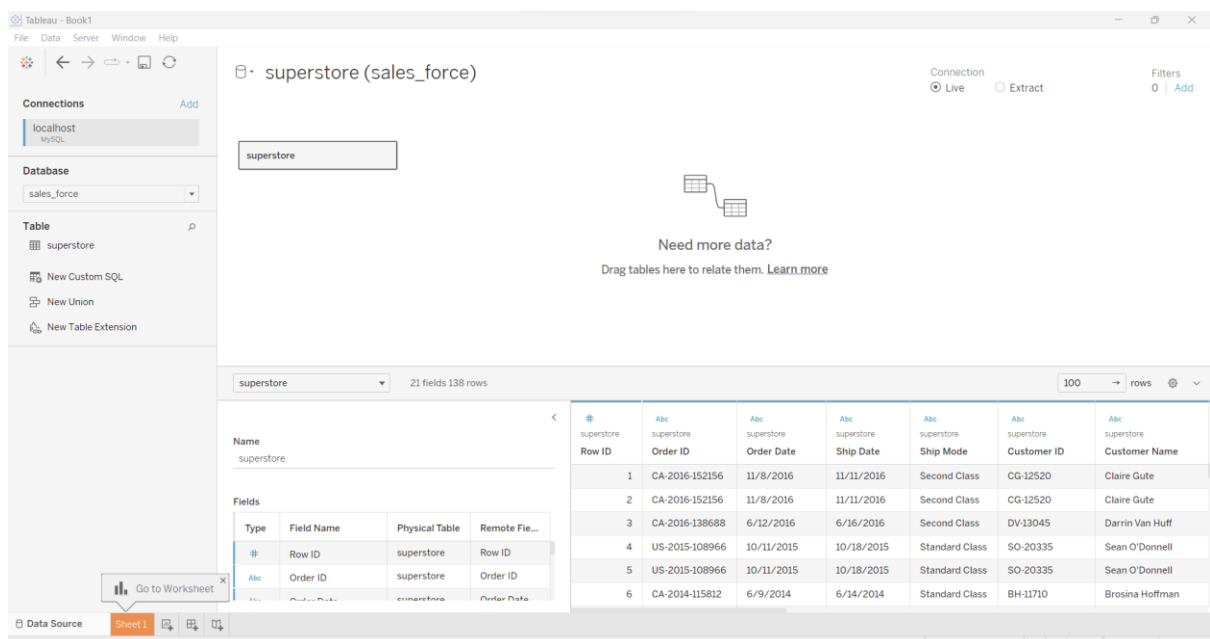 Tableau - Book1
File Data Server Window Help
superstore (sales_force)
Connection
Live Extract
Filters
0 Add
Connections Add
localhost
MySQL
Database
sales_force
Table
superstore
New Custom SQL
New Union
New Table Extension
superstore
Need more data?
Drag tables here to relate them. Learn more
superstore 21 fields 138 rows 100 → rows
Name
superstore
Fields
Type Field Name Physical Table Remote Fie...
# Row ID superstore Row ID
Abc Order ID superstore Order ID
Abc Order Date superstore Order Date
# Abc Abc Abc Abc Abc Abc
superstore superstore superstore superstore superstore superstore superstore
Row ID Order ID Order Date Ship Date Ship Mode Customer ID Customer Name
1 CA-2016-152156 11/8/2016 11/11/2016 Second Class CG-12520 Claire Gute
2 CA-2016-152156 11/8/2016 11/11/2016 Second Class CG-12520 Claire Gute
3 CA-2016-138688 6/12/2016 6/16/2016 Second Class DV-13045 Darrin Van Huff
4 US-2015-108966 10/11/2015 10/18/2015 Standard Class SO-20335 Sean O'Donnell
5 US-2015-108966 10/11/2015 10/18/2015 Standard Class SO-20335 Sean O'Donnell
6 CA-2014-115812 6/9/2014 6/14/2014 Standard Class BH-11710 Brosina Hoffman
Go to Worksheet
Data Source Sheet 1